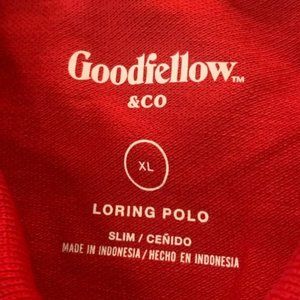 Goodfellow™
&CO
XL
LORING POLO
SLIM / CEÑIDO
MADE IN INDONESIA / HECHO EN INDONESIA